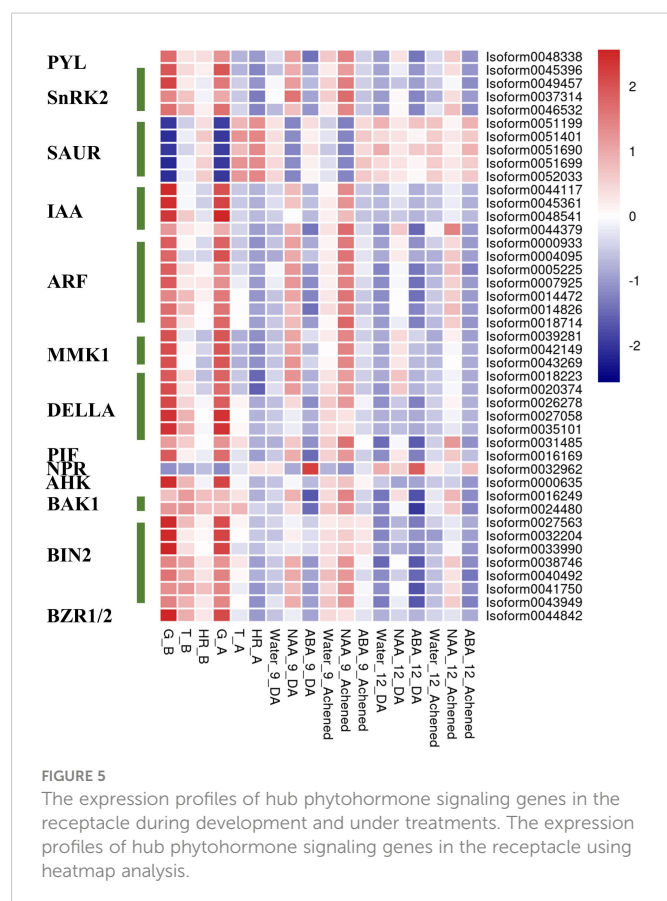 PYL
SnRK2
SAUR
IAA
ARF
MMK1
DELLA
PIF
NPR
AHK
BAK1
BIN2
BZR1/2
Isoform0048338
Isoform0045396
Isoform0049457
Isoform0037314
Isoform0046532
Isoform0051199
Isoform0051401
Isoform0051690
Isoform0051699
Isoform0052033
Isoform0044117
Isoform0045361
Isoform0048541
Isoform0044379
Isoform0000933
Isoform0004095
Isoform0005225
Isoform0007925
Isoform0014472
Isoform0014826
Isoform0018714
Isoform0039281
Isoform0042149
Isoform0043269
Isoform0018223
Isoform0020374
Isoform0026278
Isoform0027058
Isoform0035101
Isoform0031485
Isoform0016169
Isoform0032962
Isoform0000635
Isoform0016249
Isoform0024480
Isoform0027563
Isoform0032204
Isoform0033990
Isoform0038746
Isoform0040492
Isoform0041750
Isoform0043949
Isoform0044842
2
1
0
-1
-2
G_B
T_B
HR_B
G_A
T_A
HR_A
Water_9_DA
NAA_9_DA
ABA_9_DA
Water_9_Achened
NAA_9_Achened
ABA_9_Achened
Water_12_DA
NAA_12_DA
ABA_12_DA
Water_12_Achened
NAA_12_Achened
ABA_12_Achened
FIGURE 5
The expression profiles of hub phytohormone signaling genes in the
receptacle during development and under treatments. The expression
profiles of hub phytohormone signaling genes in the receptacle using
heatmap analysis.